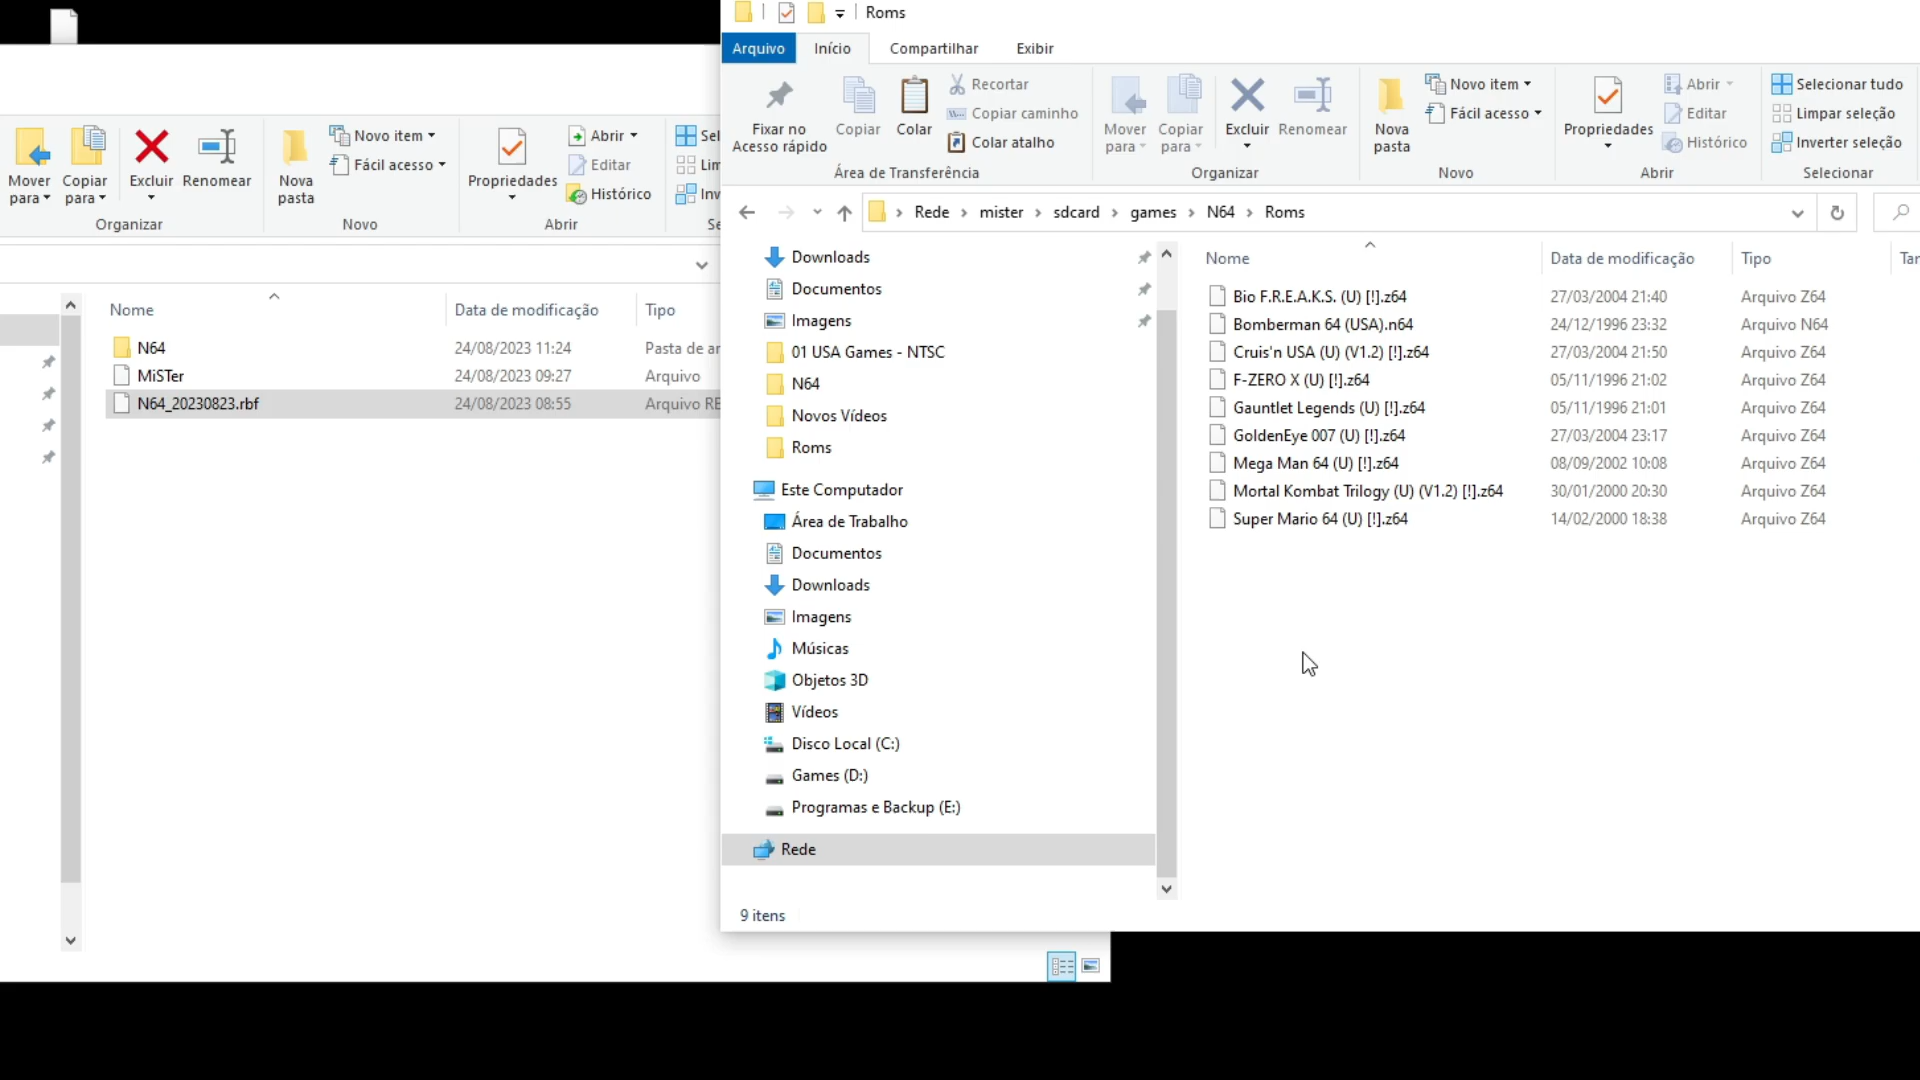 Roms
Arquivo Início Compartilhar Exibir
Fixar no Acesso rápido
Copiar
Colar
Recortar
Copiar caminho
Colar atalho
Área de Transferência
Mover para
Copiar para
Excluir
Renomear
Organizar
Nova pasta
Novo item
Fácil acesso
Novo
Propriedades
Abrir
Editar
Histórico
Abrir
Selecionar tudo
Limpar seleção
Inverter seleção
Selecionar
Rede > mister > sdcard > games > N64 > Roms
Downloads
Documentos
Imagens
01 USA Games - NTSC
N64
Novos Vídeos
Roms
Este Computador
Área de Trabalho
Documentos
Downloads
Imagens
Músicas
Objetos 3D
Vídeos
Disco Local (C:)
Games (D:)
Programas e Backup (E:)
Rede
9 itens
Nome Data de modificação Tipo Tar
Bio F.R.E.A.K.S. (U) [!].z64 27/03/2004 21:40 Arquivo Z64
Bomberman 64 (USA).n64 24/12/1996 23:32 Arquivo N64
Cruis'n USA (U) (V1.2) [!].z64 27/03/2004 21:50 Arquivo Z64
F-ZERO X (U) [!].z64 05/11/1996 21:02 Arquivo Z64
Gauntlet Legends (U) [!].z64 05/11/1996 21:01 Arquivo Z64
GoldenEye 007 (U) [!].z64 27/03/2004 23:17 Arquivo Z64
Mega Man 64 (U) [!].z64 08/09/2002 10:08 Arquivo Z64
Mortal Kombat Trilogy (U) (V1.2) [!].z64 30/01/2000 20:30 Arquivo Z64
Super Mario 64 (U) [!].z64 14/02/2000 18:38 Arquivo Z64
Mover para
Copiar para
Excluir
Renomear
Organizar
Nova pasta
Novo item
Fácil acesso
Novo
Propriedades
Abrir
Editar
Histórico
Abrir
Sel
Lim
Inv
Se
Nome Data de modificação Tipo
N64 24/08/2023 11:24 Pasta de ar
MiSTer 24/08/2023 09:27 Arquivo
N64_20230823.rbf 24/08/2023 08:55 Arquivo RE